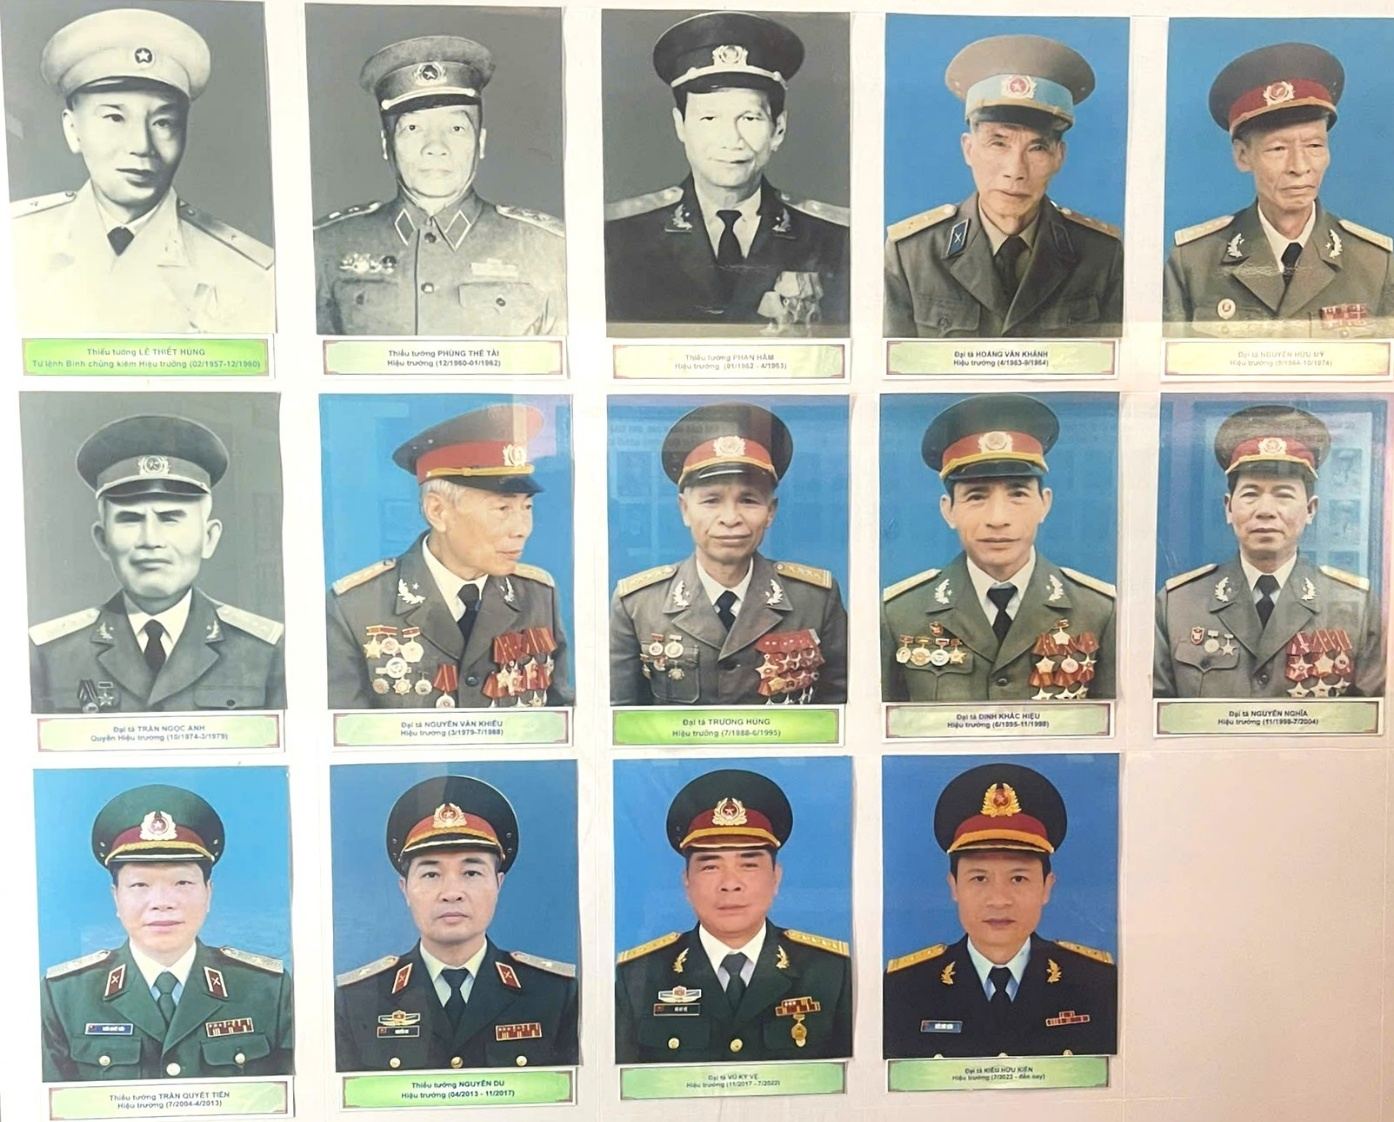 Thiếu tướng LÊ THIẾT HÙNG
Tư lệnh Binh chủng kiêm Hiệu trưởng (02/1957-12/1960)
Thiếu tướng PHÙNG THẾ TÀI
Hiệu trưởng (12/1960-01/1962)
Thiếu tướng PHAN HÀM
Hiệu trưởng (01/1962 - 4/1963)
Đại tá HOÀNG VĂN KHÁNH
Hiệu trưởng (4/1963-9/1964)
Đại tá NGUYỄN HỮU MỸ
Hiệu trưởng (9/1964-10/1974)
Đại tá TRẦN NGỌC ANH
Quyền Hiệu trưởng (10/1974-3/1979)
Đại tá NGUYỄN VĂN KHIẾU
Hiệu trưởng (3/1979-7/1988)
Đại tá TRƯƠNG HÙNG
Hiệu trưởng (7/1988-6/1995)
Đại tá ĐINH KHẮC HIỆU
Hiệu trưởng (6/1995-11/1998)
Đại tá NGUYỄN NGHĨA
Hiệu trưởng (11/1998-7/2004)
Thiếu tướng TRẦN QUYẾT TIẾN
Hiệu trưởng (7/2004-4/2013)
Thiếu tướng NGUYỄN DU
Hiệu trưởng (04/2013 - 11/2017)
Đại tá VŨ KỲ VỆ
Hiệu trưởng (11/2017 - 7/2022)
Đại tá KIỀU HỮU KIÊN
Hiệu trưởng (7/2022 - đến nay)